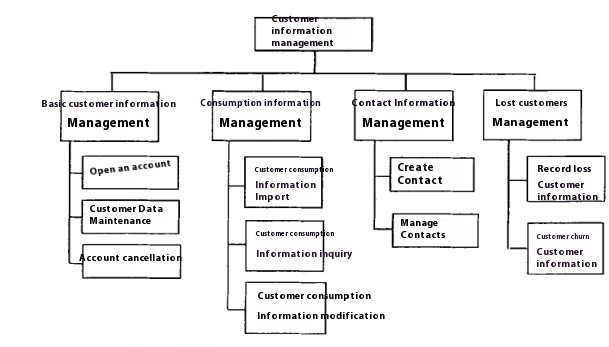 Customer
information
management
Basic customer information
Management
Consumption information
Management
Contact Information
Management
Lost customers
Management
Open an account
Customer Data
Maintenance
Account cancellation
Customer consumption
Information
Import
Customer consumption
Information inquiry
Customer consumption
Information modification
Create
Contact
Manage
Contacts
Record loss
Customer
information
Customer churn
Customer
information